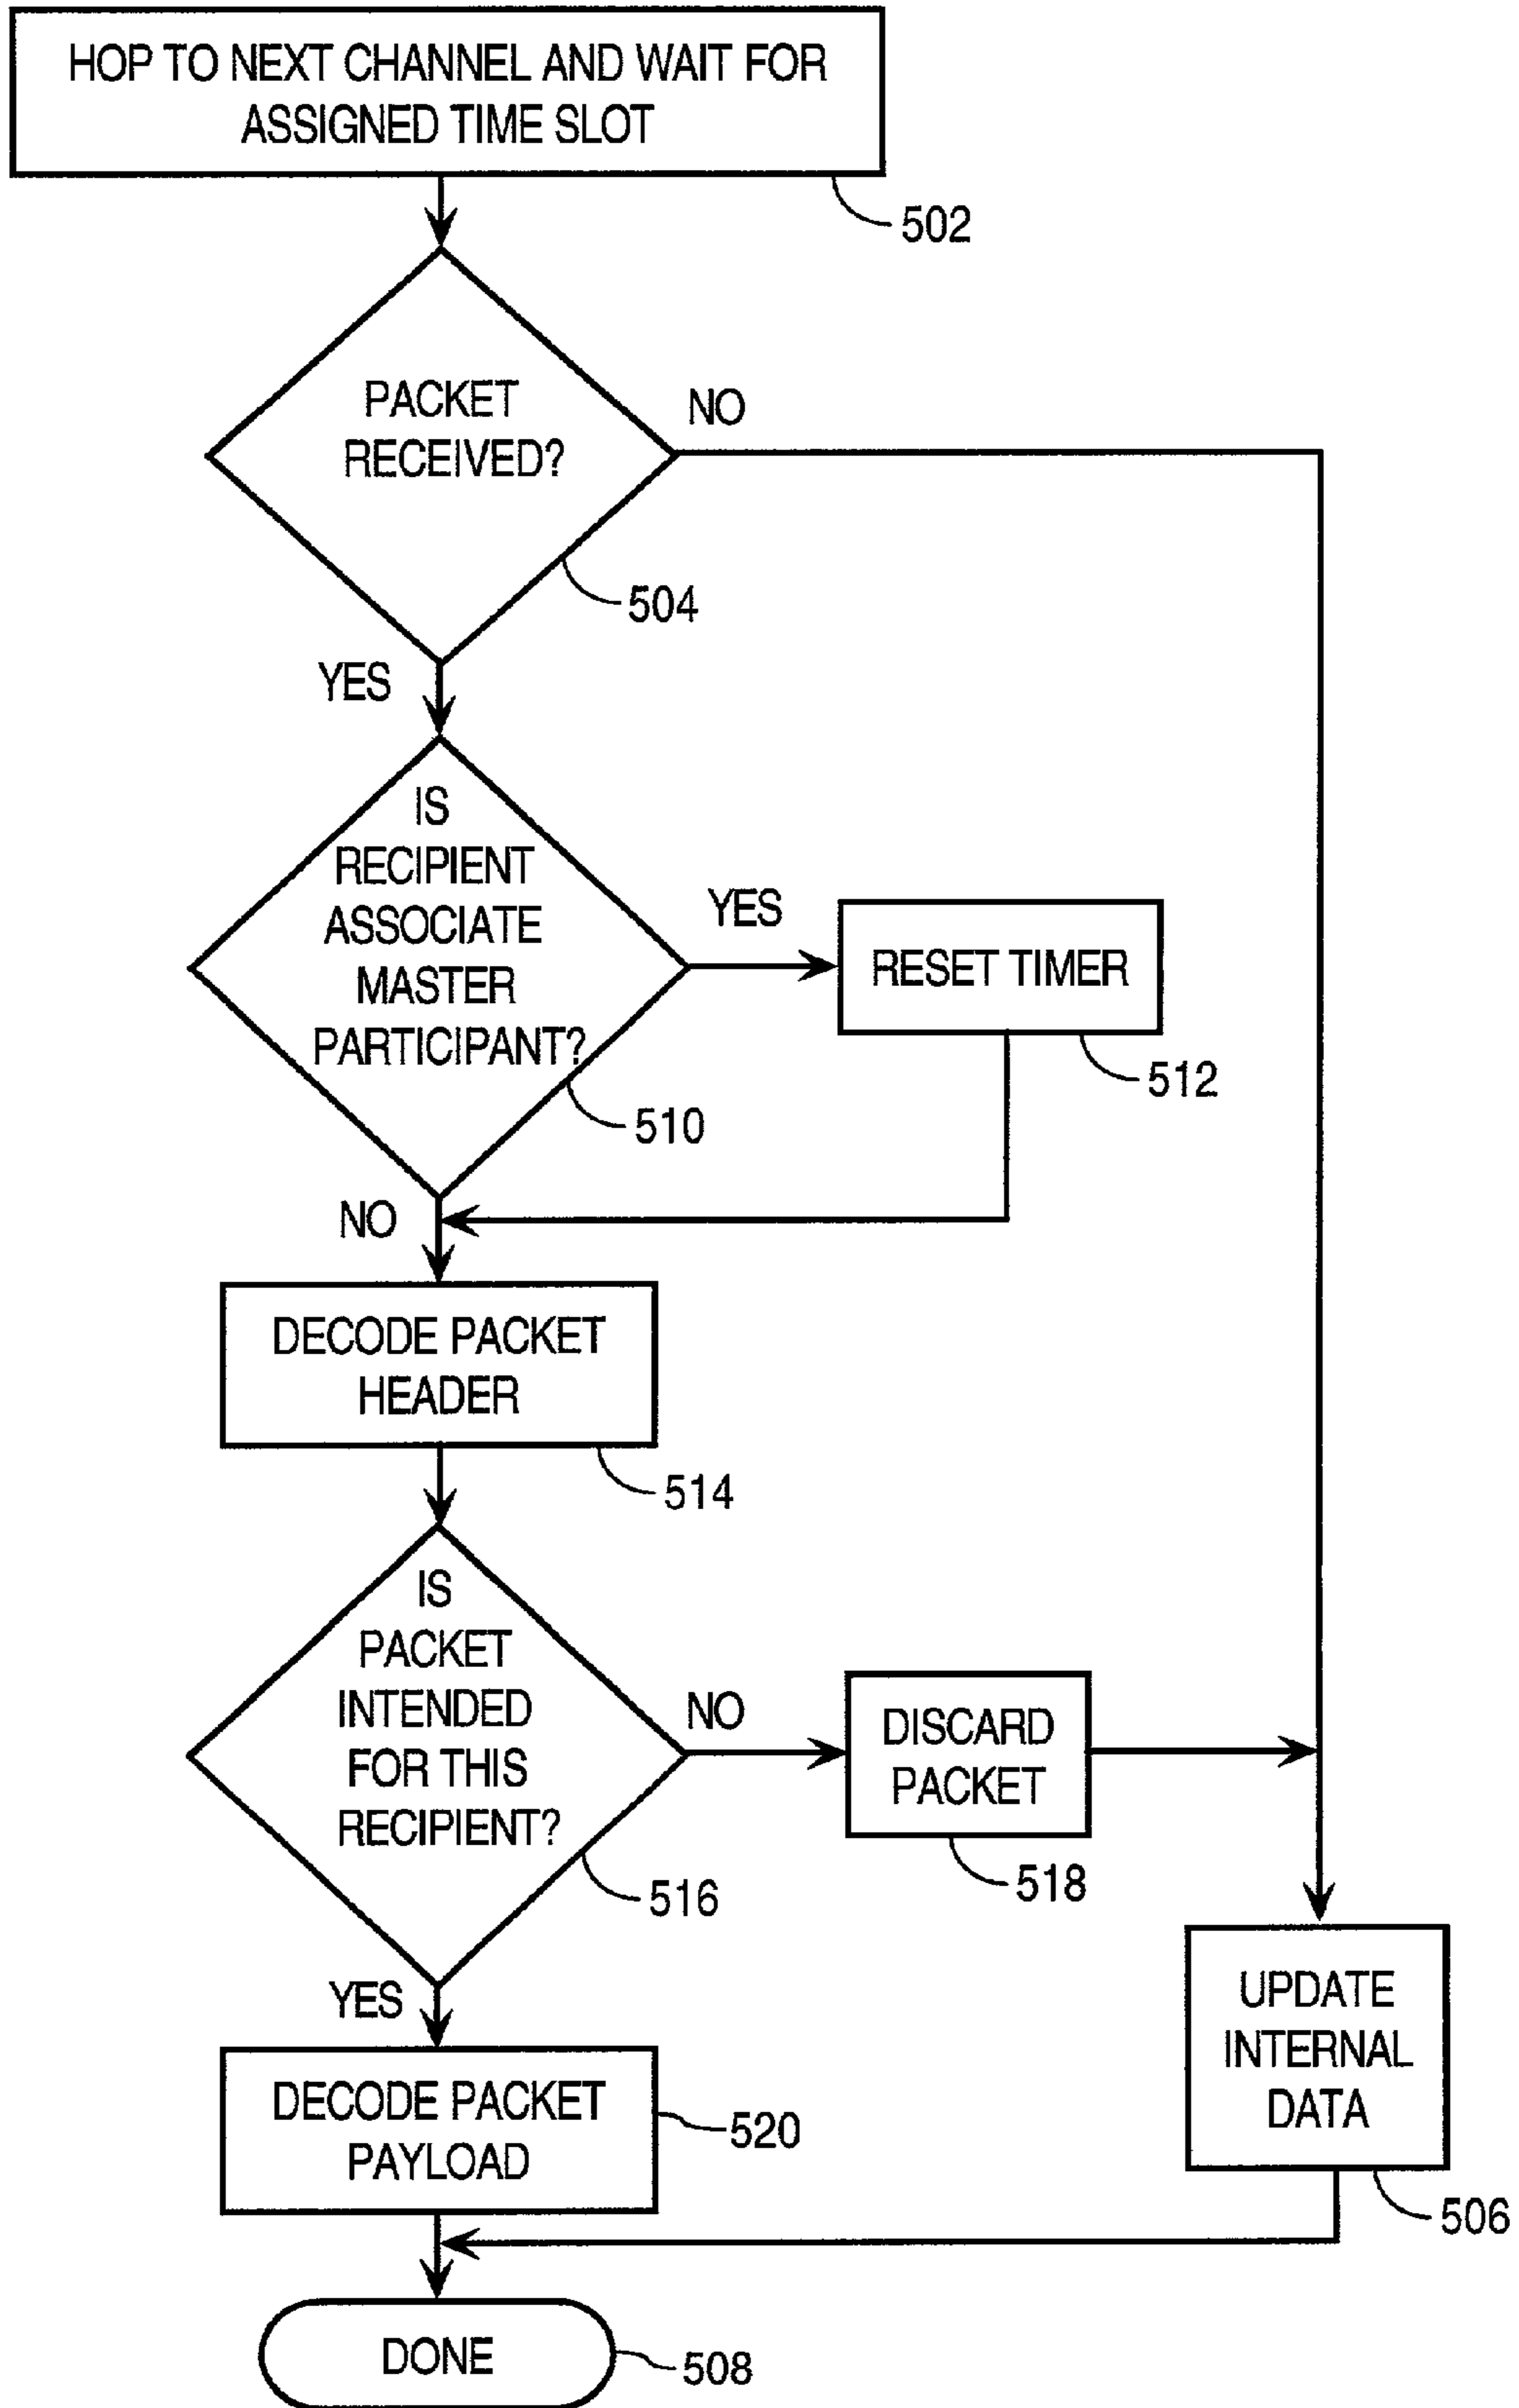 HOP TO NEXT CHANNEL AND WAIT FOR
ASSIGNED TIME SLOT
502
PACKET
RECEIVED?
NO
504
YES
IS
RECIPIENT
ASSOCIATE
MASTER
PARTICIPANT?
YES
RESET TIMER
512
510
NO
DECODE PACKET
HEADER
514
IS
PACKET
INTENDED
FOR THIS
RECIPIENT?
NO
DISCARD
PACKET
518
516
YES
UPDATE
INTERNAL
DATA
506
DECODE PACKET
PAYLOAD
520
DONE
508